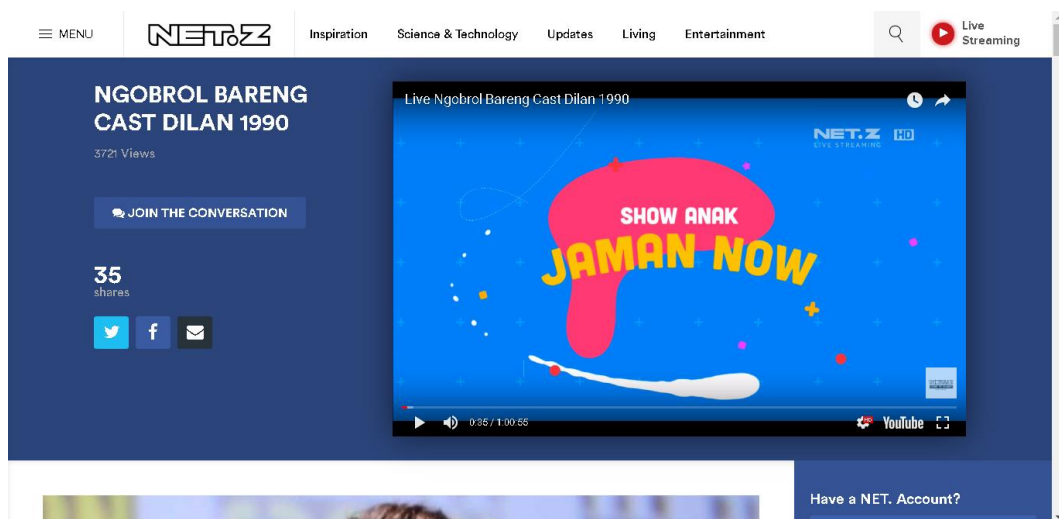 MENU
NET.Z
Inspiration
Science & Technology
Updates
Living
Entertainment
Live
Streaming
NGOBROL BARENG
CAST DILAN 1990
3721 Views
JOIN THE CONVERSATION
35
shares
Live Ngobrol Bareng Cast Dilan 1990
NET.Z HD
LIVE STREAMING
SHOW ANAK
JAMAN NOW
0:35 / 1:00:55
HD
YouTube
Have a NET. Account?